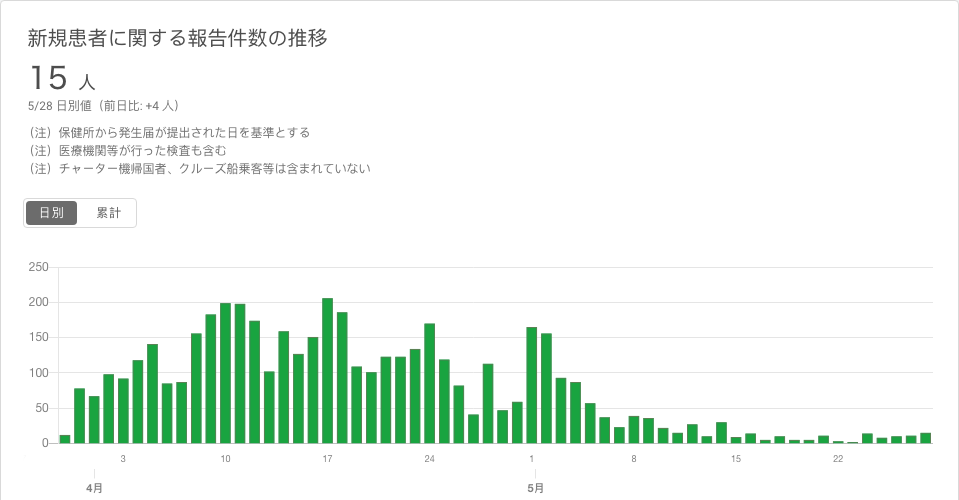 新規患者に関する報告件数の推移
15 人
5/28 日別値（前日比: +4 人）
（注）保健所から発生届が提出された日を基準とする
（注）医療機関等が行った検査も含む
（注）チャーター機帰国者、クルーズ船乗客等は含まれていない
日別 累計
250
200
150
100
50
0
3 10 17 24 1 8 15 22
4月 5月